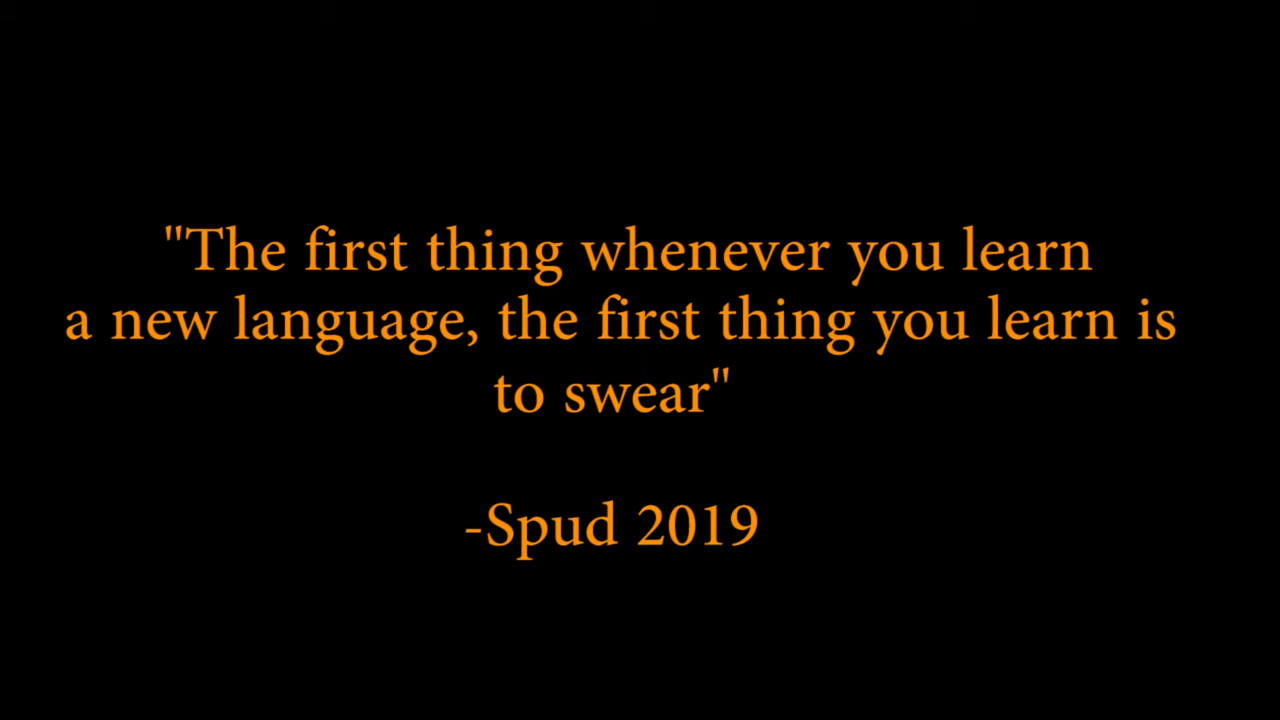 "The first thing whenever you learn
a new language, the first thing you learn is
to swear"
-Spud 2019